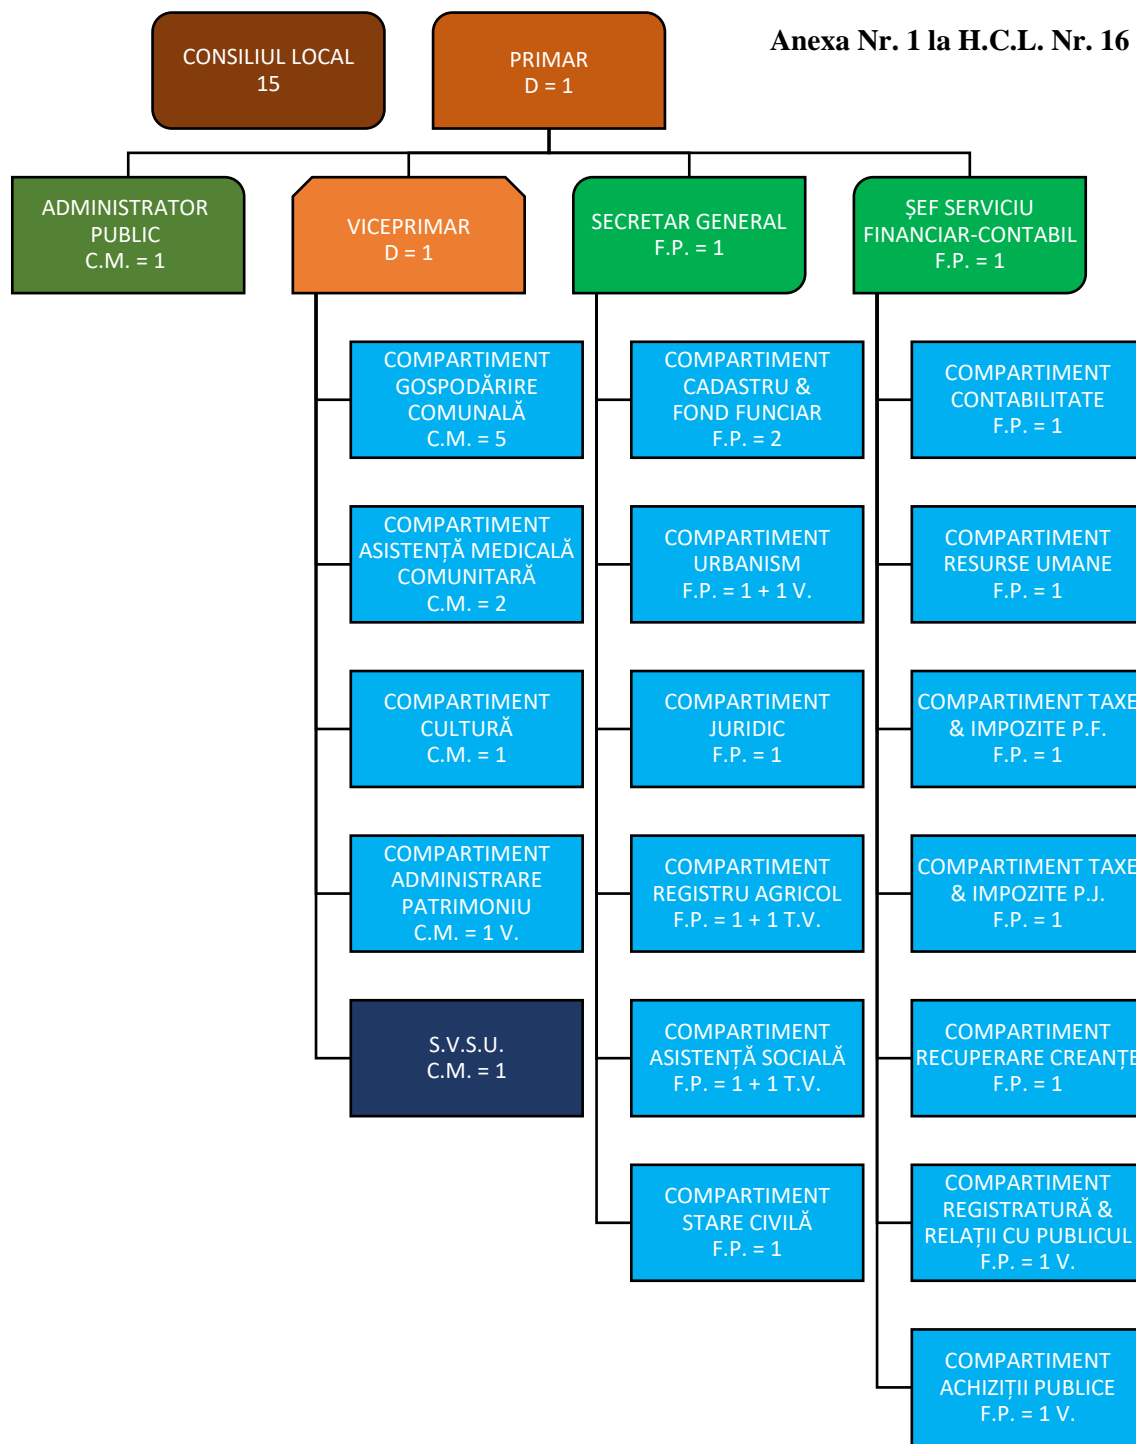 Anexa Nr. 1 la H.C.L. Nr. 16
CONSILIUL LOCAL
15
PRIMAR
D = 1
ADMINISTRATOR
PUBLIC
C.M. = 1
VICEPRIMAR
D = 1
SECRETAR GENERAL
F.P. = 1
ȘEF SERVICIU
FINANCIAR-CONTABIL
F.P. = 1
COMPARTIMENT
GOSPODĂRIRE
COMUNALĂ
C.M. = 5
COMPARTIMENT
ASISTENȚĂ MEDICALĂ
COMUNITARĂ
C.M. = 2
COMPARTIMENT
CULTURĂ
C.M. = 1
COMPARTIMENT
ADMINISTRARE
PATRIMONIU
C.M. = 1 V.
S.V.S.U.
C.M. = 1
COMPARTIMENT
CADASTRU &
FOND FUNCIAR
F.P. = 2
COMPARTIMENT
URBANISM
F.P. = 1 + 1 V.
COMPARTIMENT
JURIDIC
F.P. = 1
COMPARTIMENT
REGISTRU AGRICOL
F.P. = 1 + 1 T.V.
COMPARTIMENT
ASISTENȚĂ SOCIALĂ
F.P. = 1 + 1 T.V.
COMPARTIMENT
STARE CIVILĂ
F.P. = 1
COMPARTIMENT
CONTABILITATE
F.P. = 1
COMPARTIMENT
RESURSE UMANE
F.P. = 1
COMPARTIMENT TAXE
& IMPOZITE P.F.
F.P. = 1
COMPARTIMENT TAXE
& IMPOZITE P.J.
F.P. = 1
COMPARTIMENT
RECUPERARE CREANȚE
F.P. = 1
COMPARTIMENT
REGISTRATURĂ &
RELAȚII CU PUBLICUL
F.P. = 1 V.
COMPARTIMENT
ACHIZIȚII PUBLICE
F.P. = 1 V.